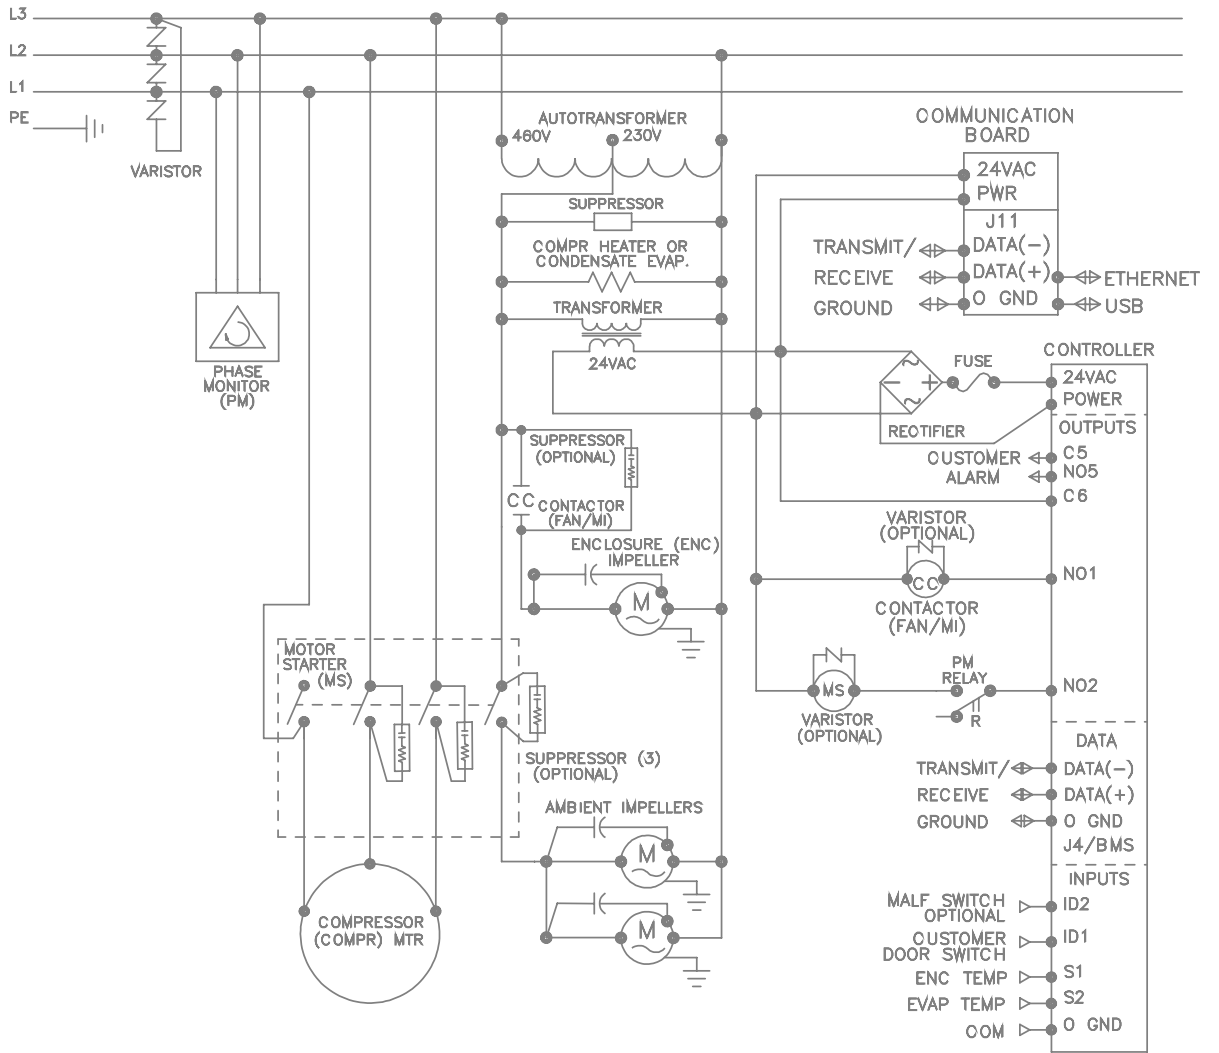 L3
L2
L1
PE
VARISTOR
PHASE
MONITOR
(PM)
AUTOTRANSFORMER
460V
230V
SUPPRESSOR
COMPR HEATER OR
CONDENSATE EVAP.
TRANSFORMER
24VAC
COMMUNICATION
BOARD
24VAC
PWR
J11
TRANSMIT/
DATA(-)
RECEIVE
DATA(+)
ETHERNET
GROUND
0 GND
USB
CONTROLLER
24VAC
POWER
FUSE
RECTIFIER
OUTPUTS
CUSTOMER
ALARM
C5
NO5
C6
SUPPRESSOR
(OPTIONAL)
CC
CONTACTOR
(FAN/MI)
ENCLOSURE (ENC)
IMPELLER
M
VARISTOR
(OPTIONAL)
CC
NO1
CONTACTOR
(FAN/MI)
MOTOR
STARTER
(MS)
PM
RELAY
MS
NO2
R
VARISTOR
(OPTIONAL)
SUPPRESSOR (3)
(OPTIONAL)
AMBIENT IMPELLERS
M
M
COMPRESSOR
(COMPR) MTR
DATA
TRANSMIT/
DATA(-)
RECEIVE
DATA(+)
GROUND
0 GND
J4/BMS
INPUTS
MALF SWITCH
OPTIONAL
ID2
CUSTOMER
DOOR SWITCH
ID1
ENC TEMP
S1
EVAP TEMP
S2
COM
0 GND